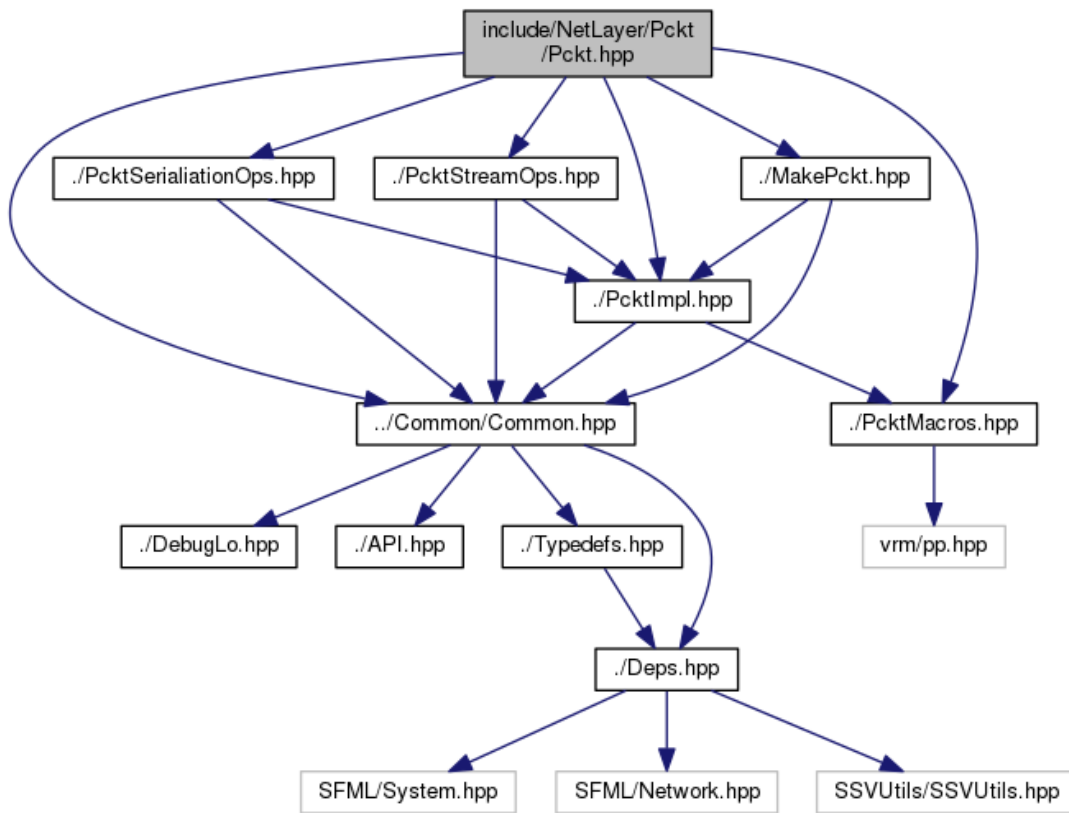 include/NetLayer/Pckt
/Pckt.hpp
./PcktSerialiationOps.hpp
./PcktStreamOps.hpp
./MakePckt.hpp
./PcktImpl.hpp
../Common/Common.hpp
./PcktMacros.hpp
./DebugLo.hpp
./API.hpp
./Typedefs.hpp
vrm/pp.hpp
./Deps.hpp
SFML/System.hpp
SFML/Network.hpp
SSVUtils/SSVUtils.hpp